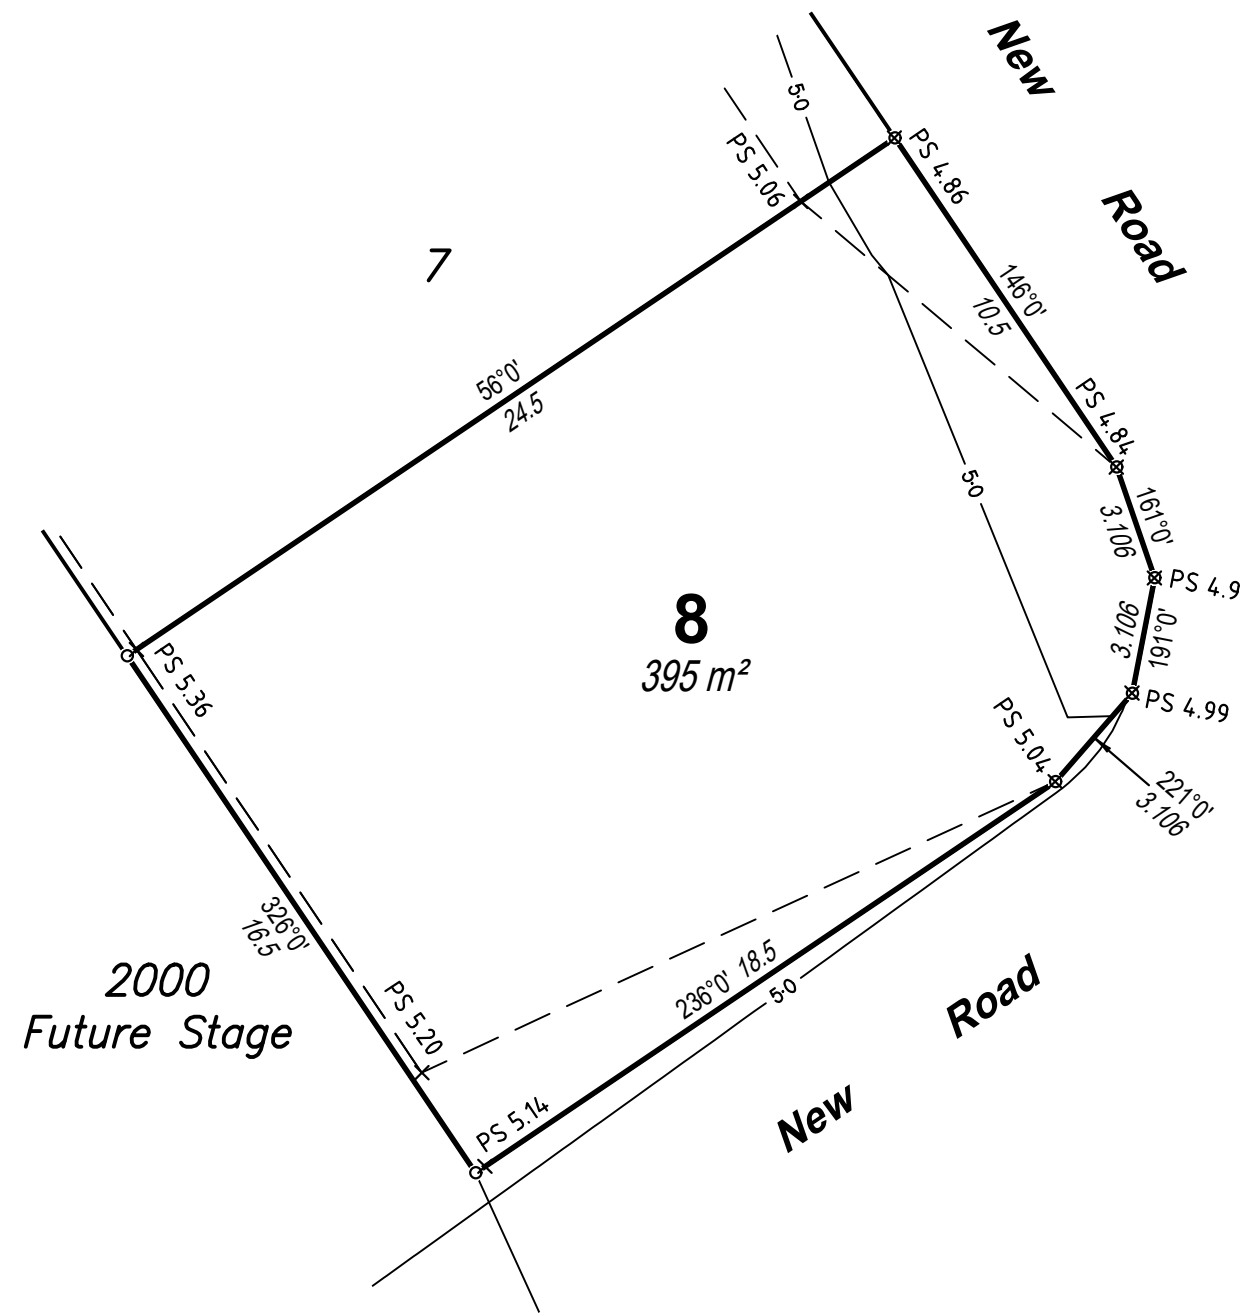 New
Road
5·0
PS 4.86
PS 5.06
7
146°0'
10.5
56°0'
24.5
PS 4.84
5·0
161°0'
3.106
PS 4.9
8
395 m²
3.106
191°0'
PS 5.36
PS 4.99
PS 5.04
221°0'
3.106
326°0'
16.5
236°0' 18.5
5·0
2000
Future Stage
PS 5.20
Road
New
PS 5.14